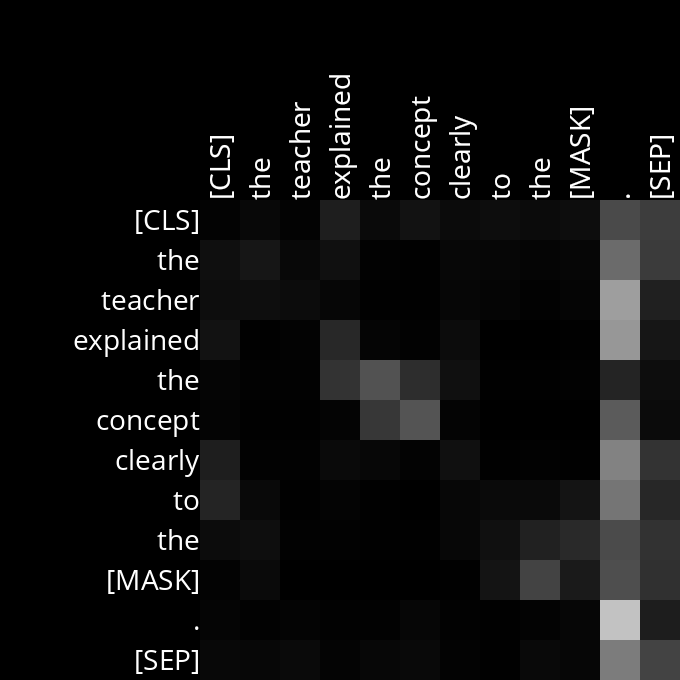 [CLS] the teacher explained the concept clearly to the [MASK] . [SEP]
[CLS]
the
teacher
explained
the
concept
clearly
to
the
[MASK]
.
[SEP]